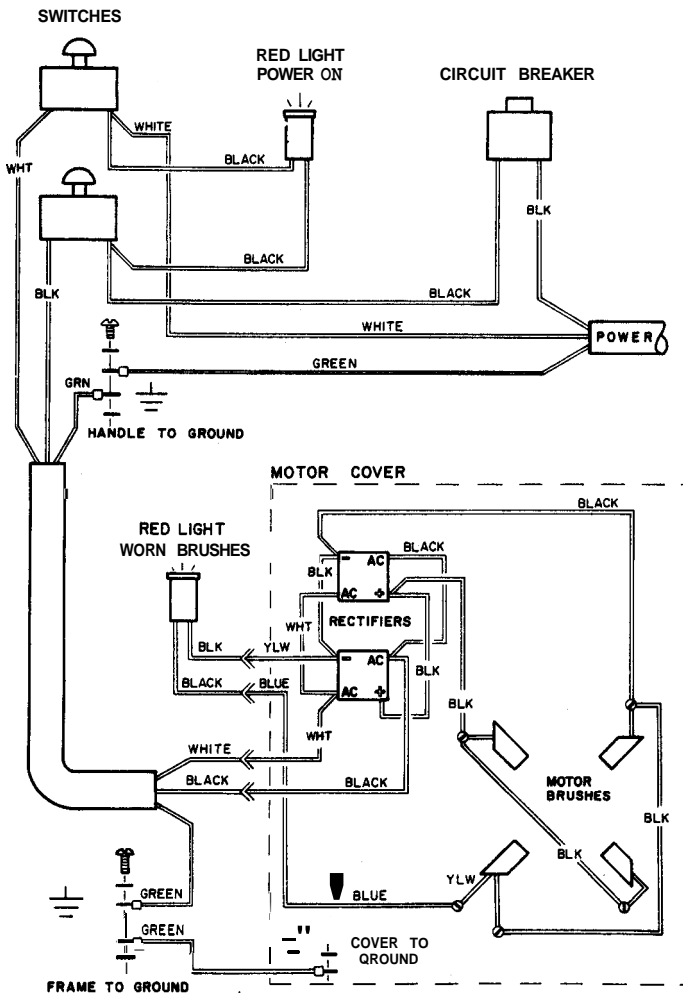 SWITCHES
RED LIGHT
POWER ON
CIRCUIT BREAKER
WHITE
WHT
BLACK
BLK
BLACK
BLK
BLACK
WHITE
POWER
GREEN
GRN
HANDLE TO GROUND
MOTOR COVER
BLACK
RED LIGHT
WORN BRUSHES
- AC
BLACK
BLK
AC +
RECTIFIERS
WHT
BLK YLW
- AC
BLK
BLACK BLUE
AC +
BLK
WHT
WHITE
MOTOR
BRUSHES
BLACK
BLACK
BLK
BLK
YLW
GREEN
BLUE
GREEN
COVER TO
QROUND
FRAME TO GROUND